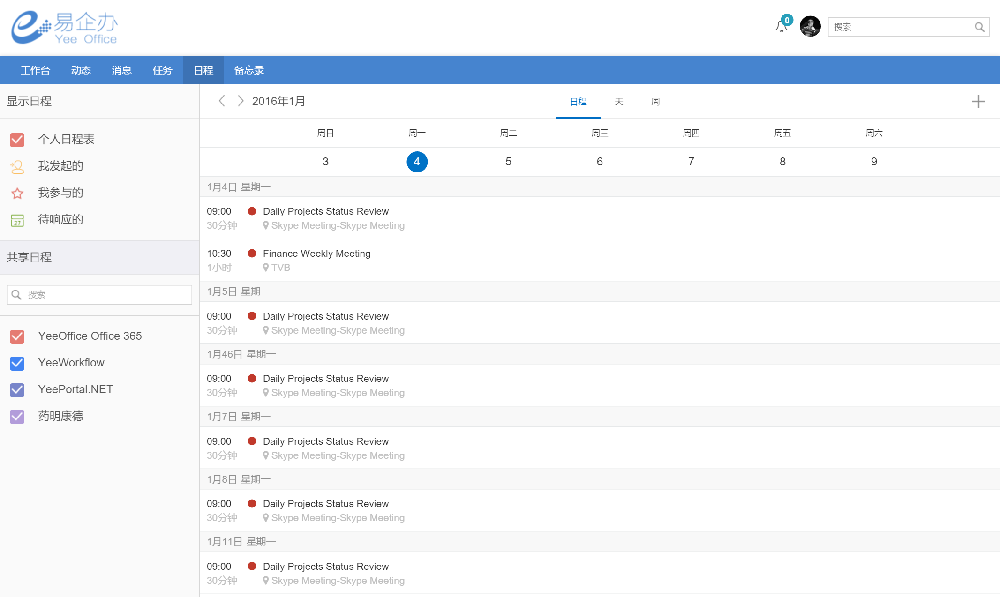 易企办
Yee Office
0
搜索
工作台 动态 消息 任务 日程 备忘录
显示日程
个人日程表
我发起的
我参与的
27
待响应的
共享日程
搜索
YeeOffice Office 365
YeeWorkflow
YeePortal.NET
药明康德
2016年1月
日程 天 周
周日 周一 周二 周三 周四 周五 周六
3 4 5 6 7 8 9
1月4日 星期一
09:00 Daily Projects Status Review
30分钟 Skype Meeting-Skype Meeting
10:30 Finance Weekly Meeting
1小时 TVB
1月5日 星期一
09:00 Daily Projects Status Review
30分钟 Skype Meeting-Skype Meeting
1月46日 星期一
09:00 Daily Projects Status Review
30分钟 Skype Meeting-Skype Meeting
1月7日 星期一
09:00 Daily Projects Status Review
30分钟 Skype Meeting-Skype Meeting
1月8日 星期一
09:00 Daily Projects Status Review
30分钟 Skype Meeting-Skype Meeting
1月11日 星期一
09:00 Daily Projects Status Review
30分钟 Skype Meeting-Skype Meeting